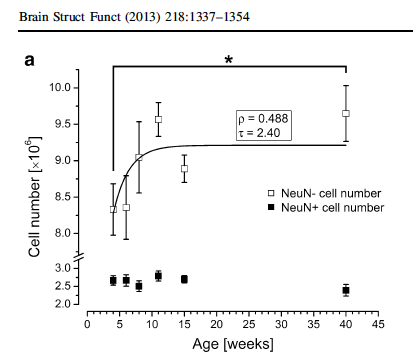 Brain Struct Funct (2013) 218:1337–1354
a
*
10.0
ρ = 0.488
τ = 2.40
9.5
9.0
8.5
8.0
□ NeuN- cell number
■ NeuN+ cell number
3.0
2.5
2.0
Cell number [×10⁶]
0 5 10 15 20 25 30 35 40 45
Age [weeks]